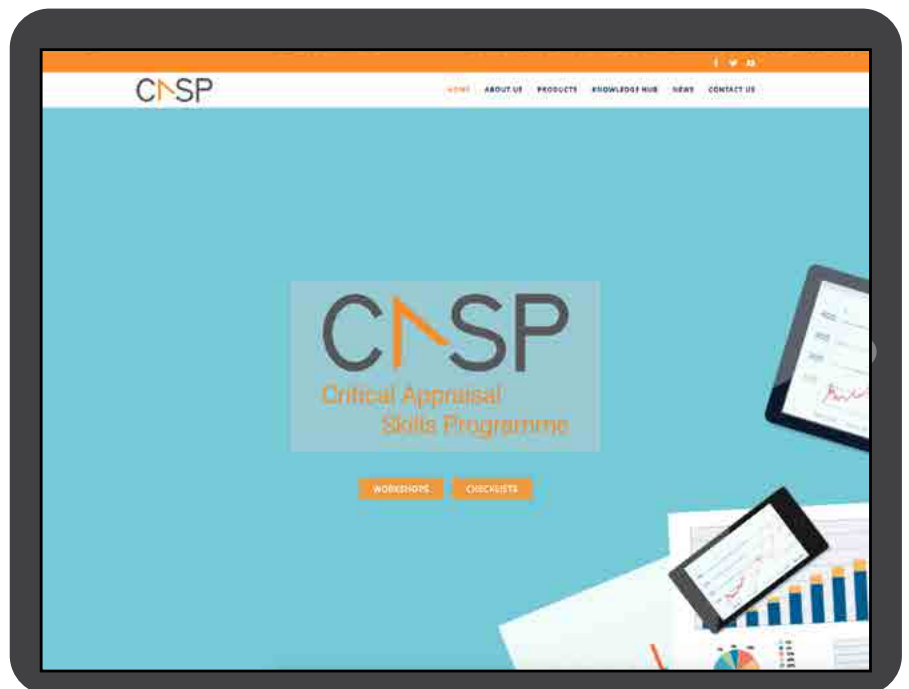 CASP
HOME ABOUT US PRODUCTS KNOWLEDGE HUB NEWS CONTACT US
CASP
Critical Appraisal
Skills Programme
WORKSHOPS CHECKLISTS